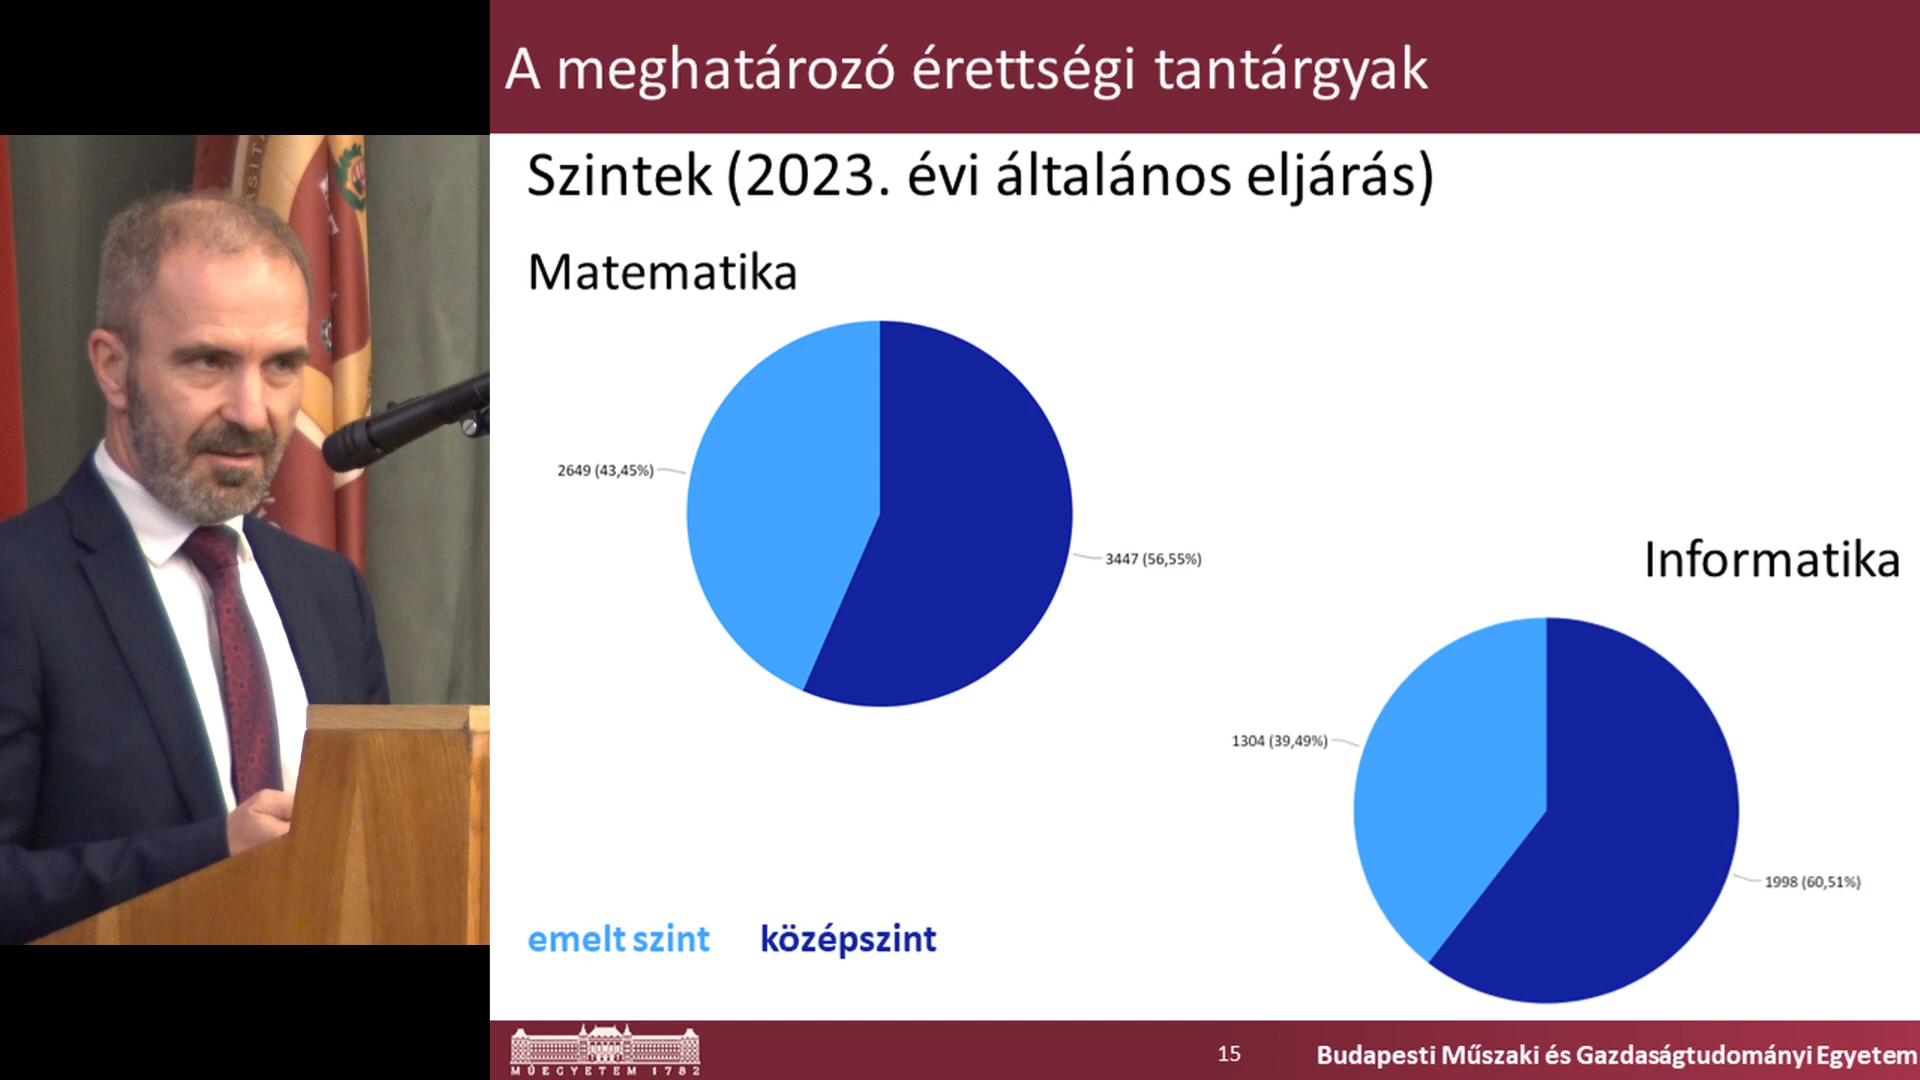 A meghatározó érettségi tantárgyak
Szintek (2023. évi általános eljárás)
Matematika
2649 (43,45%)
3447 (56,55%)
Informatika
1304 (39,49%)
1998 (60,51%)
emelt szint középszint
MŰEGYETEM 1782
15
Budapesti Műszaki és Gazdaságtudományi Egyetem